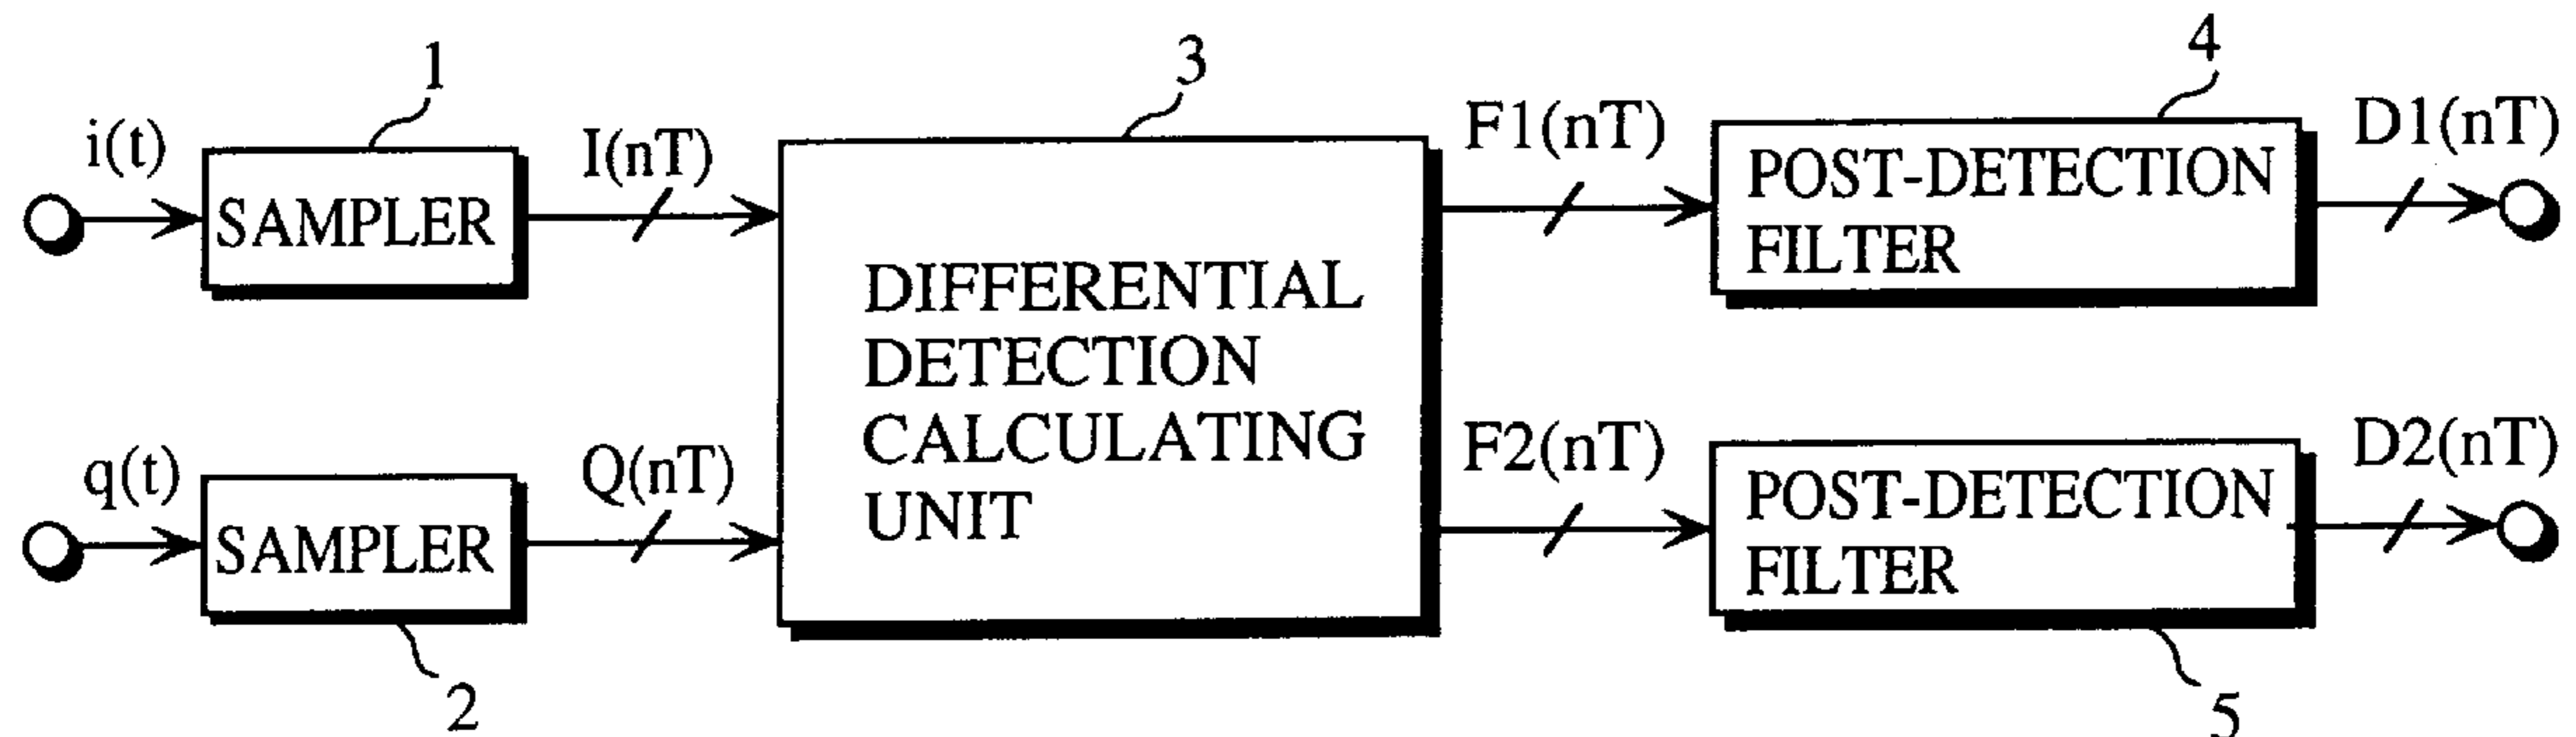 1
3
4
i(t)
SAMPLER
I(nT)
F1(nT)
POST-DETECTION
FILTER
D1(nT)
DIFFERENTIAL
DETECTION
CALCULATING
UNIT
q(t)
SAMPLER
Q(nT)
F2(nT)
POST-DETECTION
FILTER
D2(nT)
2
5